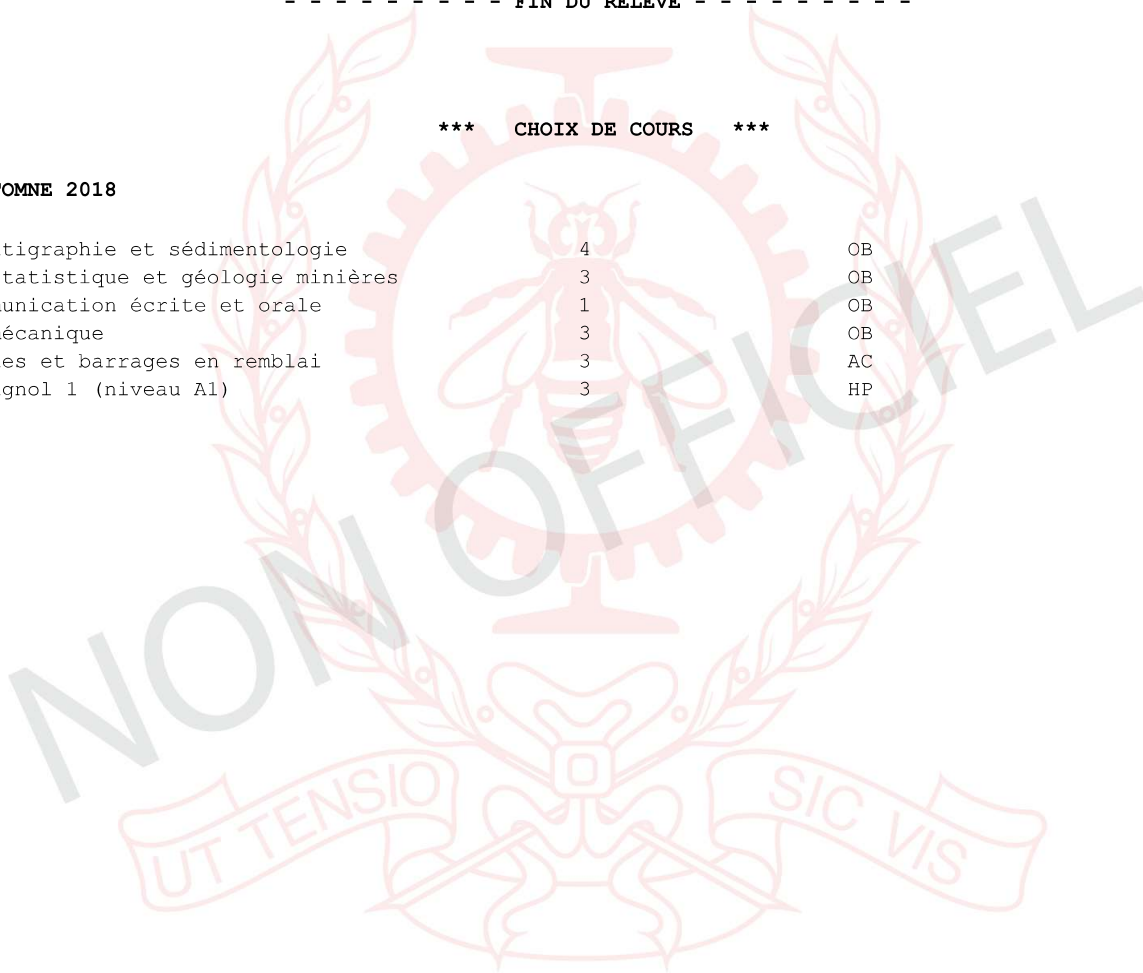 - - - - - - - - - FIN DU RELEVÉ - - - - - - - - -
*** CHOIX DE COURS ***
TOMNE 2018
tigraphie et sédimentologie 4 OB
tatistique et géologie minières 3 OB
unication écrite et orale 1 OB
écanique 3 OB
es et barrages en remblai 3 AC
gnol 1 (niveau A1) 3 HP
NON OFFICIEL
UT TENSIO SIC VIS